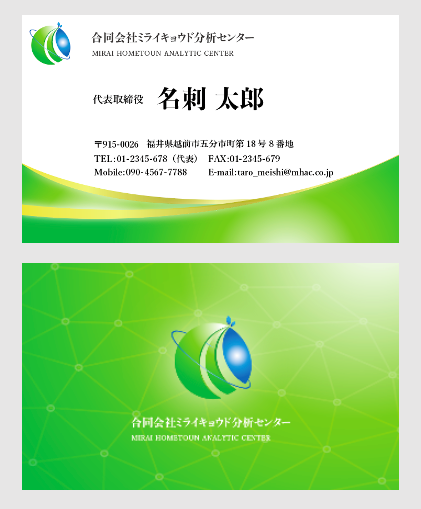 合同会社ミライキョウド分析センター
MIRAI HOMETOUN ANALYTIC CENTER
代表取締役 名刺 太郎
〒915-0026 福井県越前市五分市町第18号8番地
TEL:01-2345-678（代表） FAX:01-2345-679
Mobile:090-4567-7788 E-mail:taro_meishi@mhac.co.jp
合同会社ミライキョウド分析センター
MIRAI HOMETOUN ANALYTIC CENTER